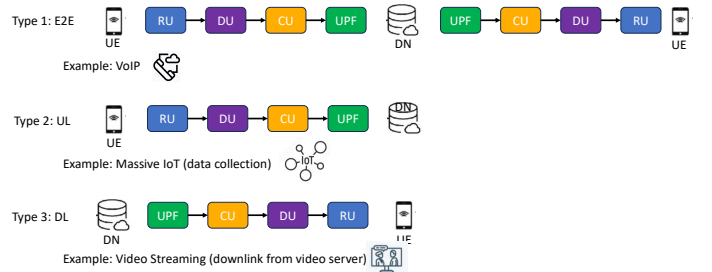 Type 1: E2E RU DU CU UPF UPF CU DU RU
UE DN UE
Example: VoIP
Type 2: UL RU DU CU UPF DN
UE
Example: Massive IoT (data collection) IoT
Type 3: DL UPF CU DU RU
DN UE
Example: Video Streaming (downlink from video server)